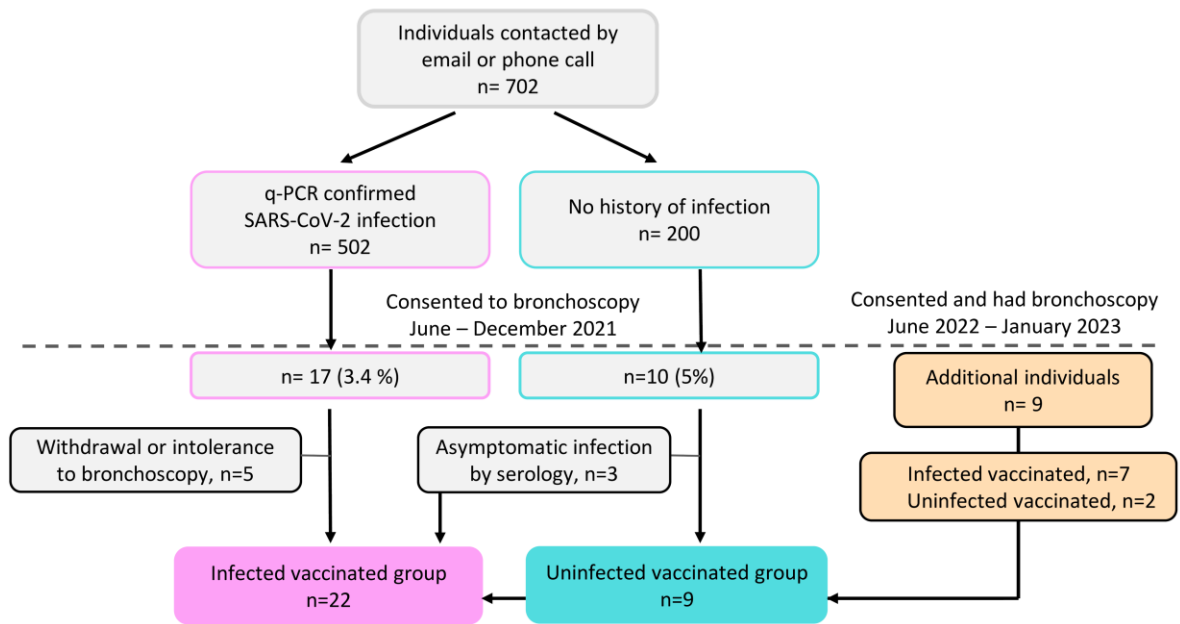 Individuals contacted by
email or phone call
n= 702
q-PCR confirmed
SARS-CoV-2 infection
n= 502
No history of infection
n= 200
Consented to bronchoscopy
June – December 2021
Consented and had bronchoscopy
June 2022 – January 2023
n= 17 (3.4 %)
n=10 (5%)
Additional individuals
n= 9
Withdrawal or intolerance
to bronchoscopy, n=5
Asymptomatic infection
by serology, n=3
Infected vaccinated, n=7
Uninfected vaccinated, n=2
Infected vaccinated group
n=22
Uninfected vaccinated group
n=9